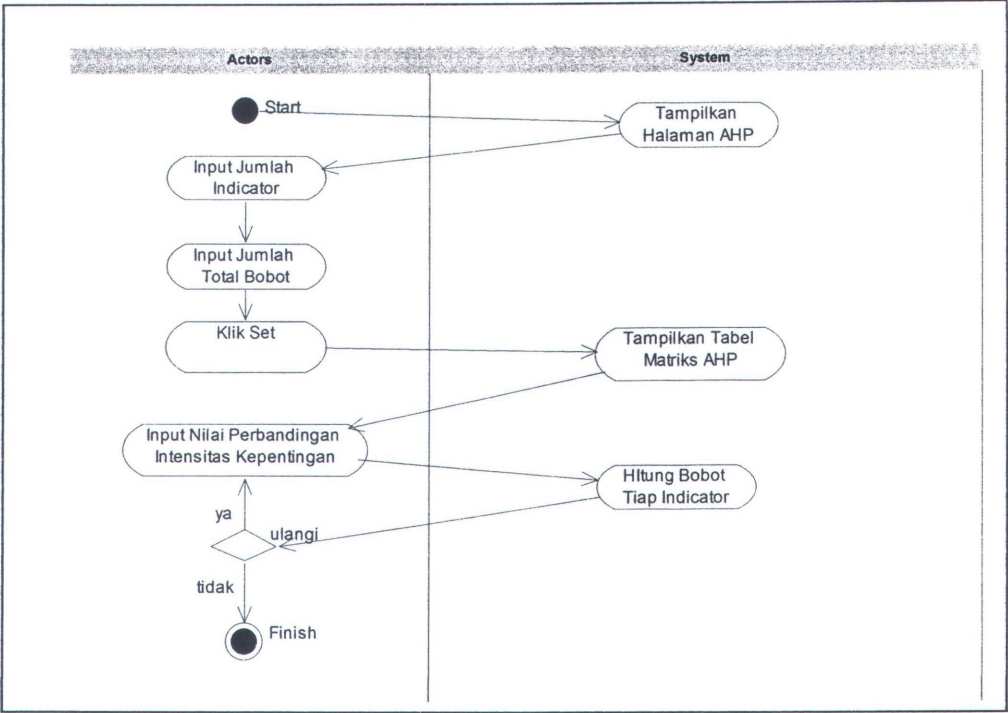 Actors
System
Start
Tampilkan
Halaman AHP
Input Jumlah
Indicator
Input Jumlah
Total Bobot
Klik Set
Tampilkan Tabel
Matriks AHP
Input Nilai Perbandingan
Intensitas Kepentingan
HItung Bobot
Tiap Indicator
ya
ulangi
tidak
Finish